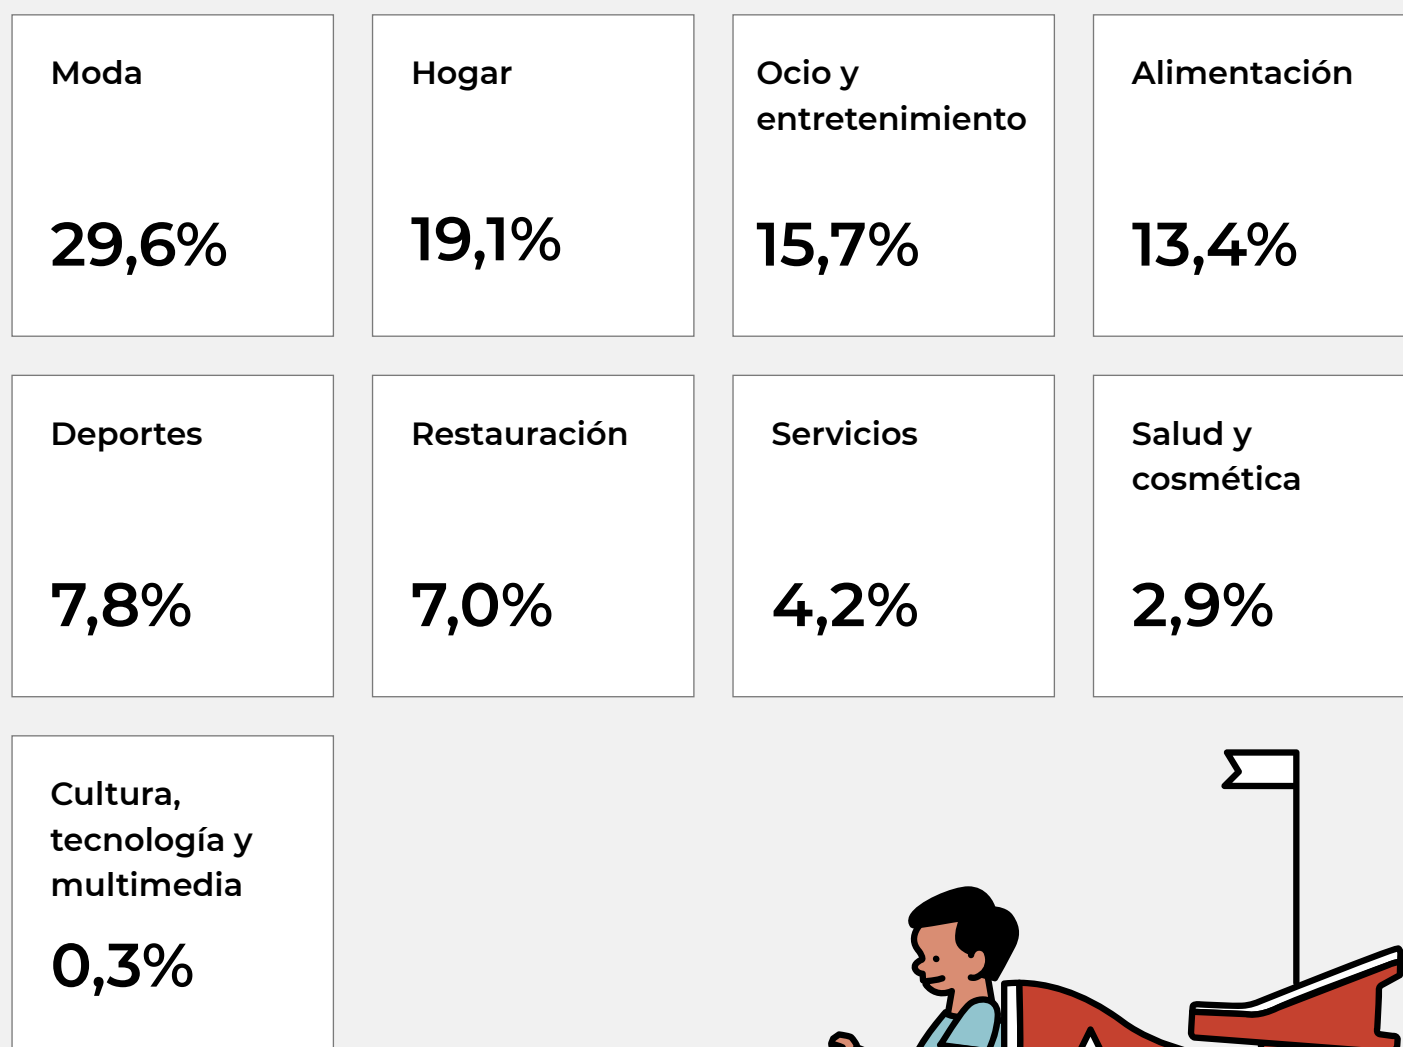 Moda
29,6%
Hogar
19,1%
Ocio y
entretenimiento
15,7%
Alimentación
13,4%
Deportes
7,8%
Restauración
7,0%
Servicios
4,2%
Salud y
cosmética
2,9%
Cultura,
tecnología y
multimedia
0,3%